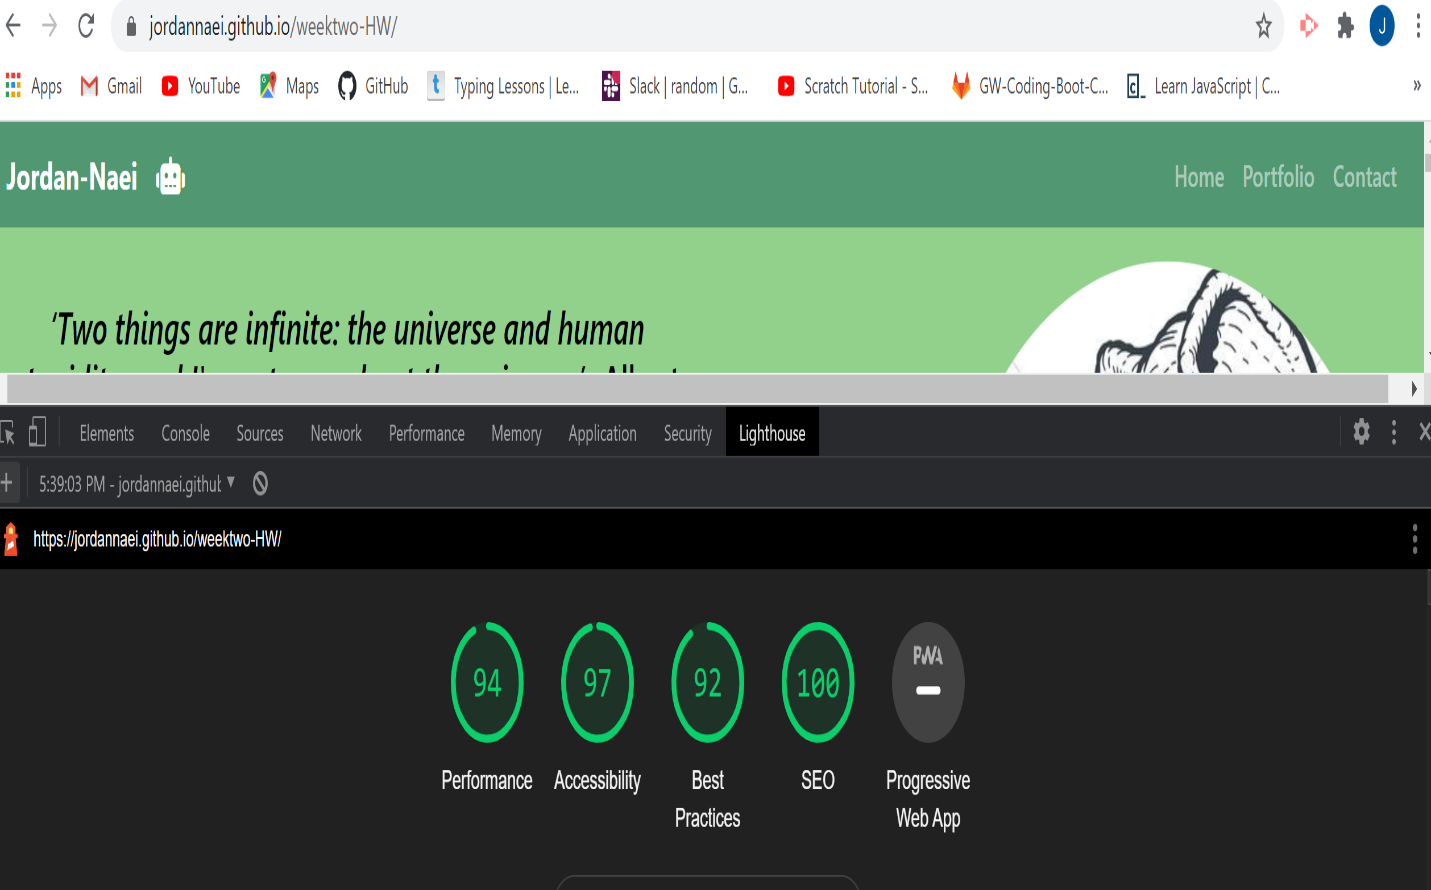 jordannaei.github.io/weektwo-HW/
J
Apps Gmail YouTube Maps GitHub Typing Lessons | Le... Slack | random | G... Scratch Tutorial - S... GW-Coding-Boot-C... Learn JavaScript | C... »
Jordan-Naei Home Portfolio Contact
‘Two things are infinite: the universe and human
Elements Console Sources Network Performance Memory Application Security Lighthouse
5:39:03 PM - jordannaei.github
https://jordannaei.github.io/weektwo-HW/
94 97 92 100 PWA
Performance Accessibility Best Practices SEO Progressive Web App